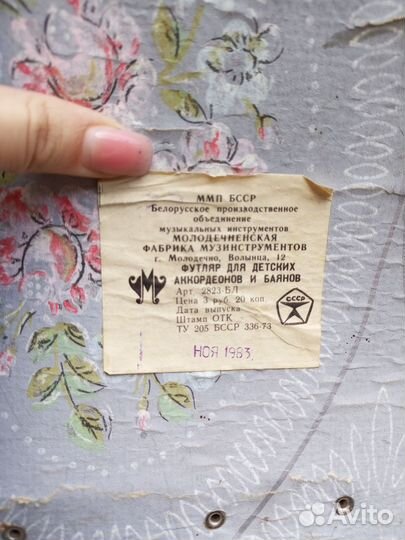 ММП БССР
Белорусское производственное
объединение
музыкальных инструментов
МОЛОДЕЧНЕНСКАЯ
ФАБРИКА МУЗИНСТРУМЕНТОВ
г. Молодечно, Волынца, 12
ФУТЛЯР ДЛЯ ДЕТСКИХ
АККОРДЕОНОВ И БАЯНОВ
Арт. 2823-БЛ
Цена 3 руб. 20 коп.
Дата выпуска
Штамп ОТК
ТУ 205 БССР 336-73
СССР
НОЯ 1983
Avito